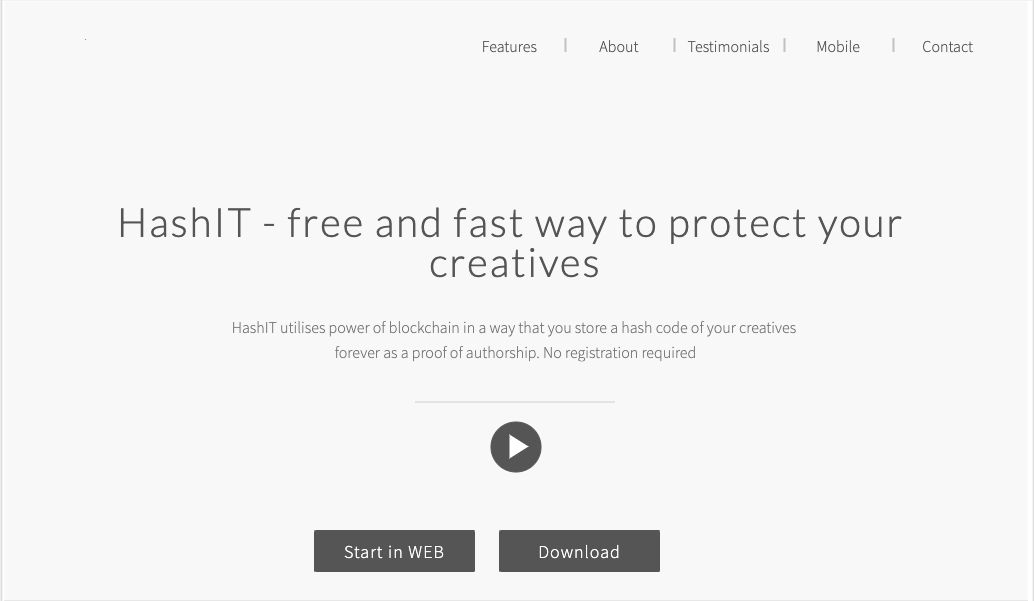 Features | About | Testimonials | Mobile | Contact
HashIT - free and fast way to protect your
creatives
HashIT utilises power of blockchain in a way that you store a hash code of your creatives
forever as a proof of authorship. No registration required
Start in WEB Download